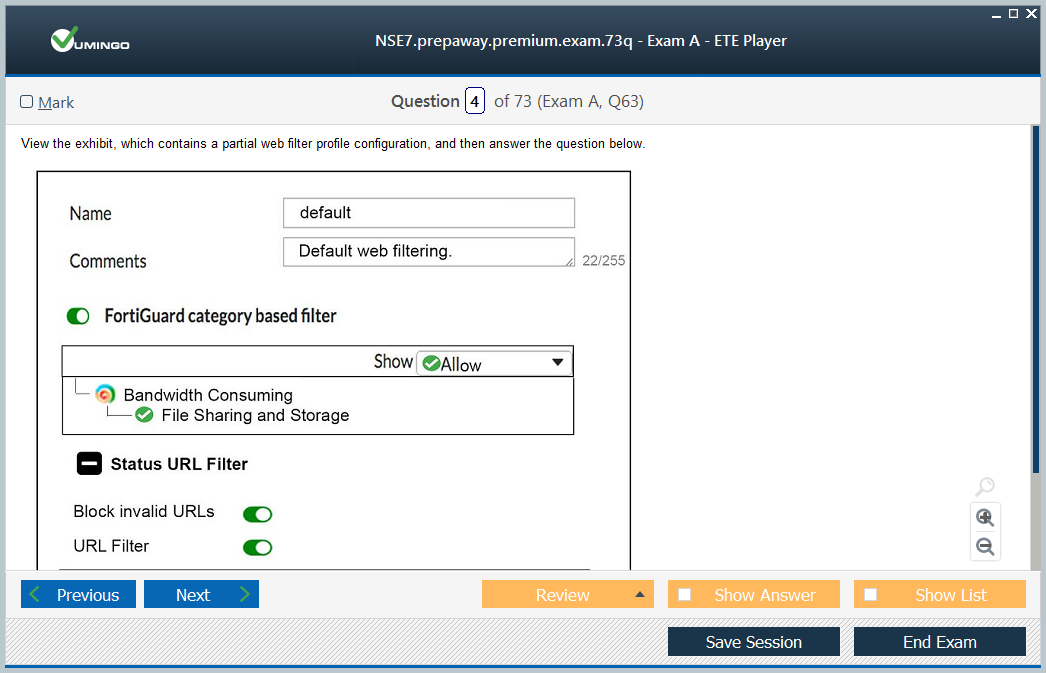 VUMINGO
NSE7.prepaway.premium.exam.73q - Exam A - ETE Player
Mark
Question 4 of 73 (Exam A, Q63)
View the exhibit, which contains a partial web filter profile configuration, and then answer the question below.
Name
default
Comments
Default web filtering.
22/255
FortiGuard category based filter
Show Allow
Bandwidth Consuming
File Sharing and Storage
Status URL Filter
Block invalid URLs
URL Filter
Previous
Next
Review
Show Answer
Show List
Save Session
End Exam